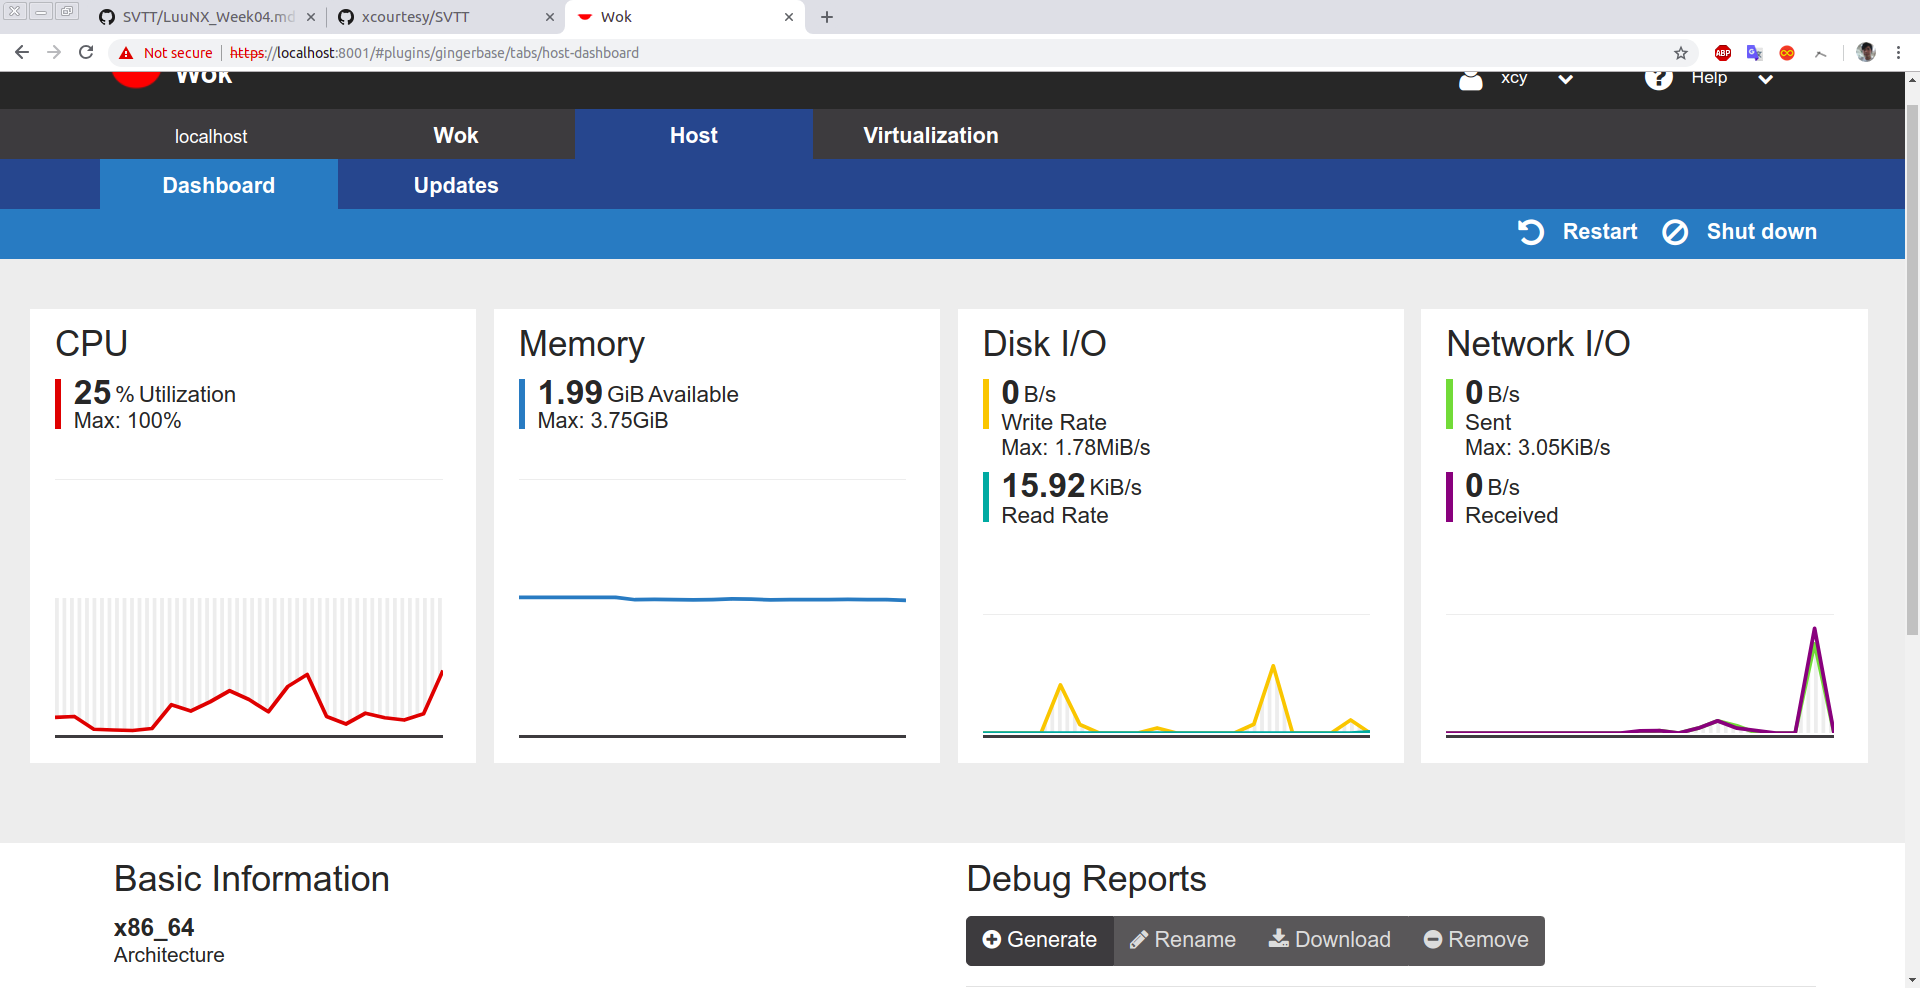 SVTT/LuuNX_Week04.md
xcourtesy/SVTT
Wok
Not secure
https://localhost:8001/#plugins/gingerbase/tabs/host-dashboard
ABP
Wok
xcy
Help
localhost
Wok
Host
Virtualization
Dashboard
Updates
Restart
Shut down
CPU
25 % Utilization
Max: 100%
Memory
1.99 GiB Available
Max: 3.75GiB
Disk I/O
0 B/s
Write Rate
Max: 1.78MiB/s
15.92 KiB/s
Read Rate
Network I/O
0 B/s
Sent
Max: 3.05KiB/s
0 B/s
Received
Basic Information
x86_64
Architecture
Debug Reports
Generate
Rename
Download
Remove